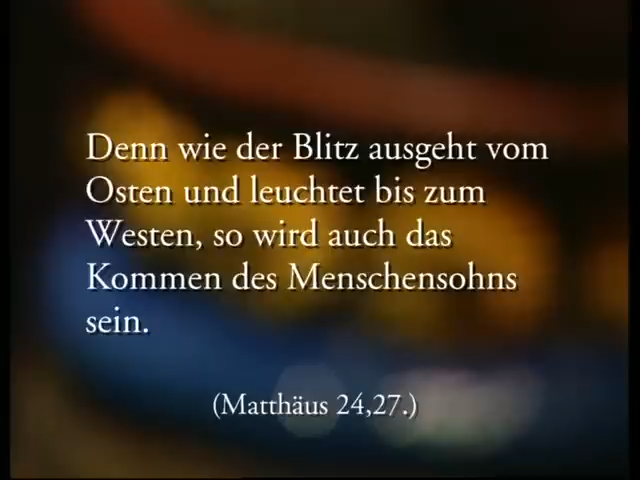 Denn wie der Blitz ausgeht vom
Osten und leuchtet bis zum
Westen, so wird auch das
Kommen des Menschensohns
sein.
(Matthäus 24,27.)